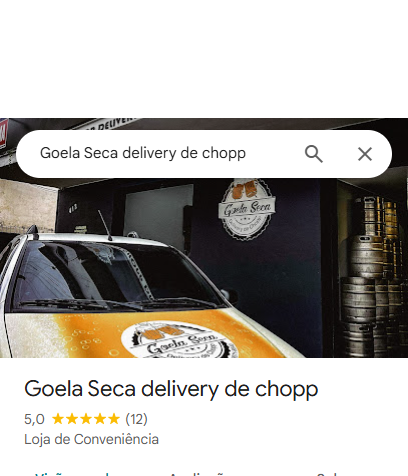 DELIVERY
Goela Seca delivery de chopp
Goela Seca
Goela Seca
Goela Seca delivery de chopp
5,0 ★★★★★ (12)
Loja de Conveniência